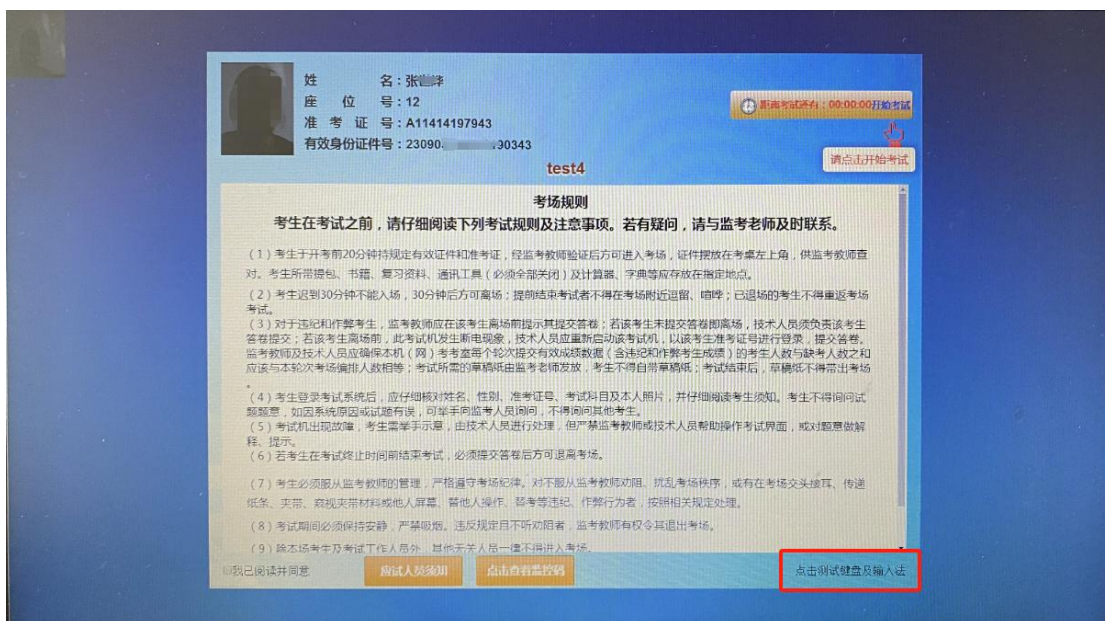 姓 名：张
座 位 号：12
准 考 证 号：A11414197943
有效身份证件号：23090 90343
距离考试还有：00:00:00开始考试
请点击开始考试
test4
考场规则
考生在考试之前，请仔细阅读下列考试规则及注意事项。若有疑问，请与监考老师及时联系。
（1）考生于开考前20分钟持规定有效证件和准考证，经监考教师验证后方可进入考场，证件摆放在考桌左上角，供监考教师查
对。考生所带提包、书籍、复习资料、通讯工具（必须全部关闭）及计算器、字典等应存放在指定地点。
（2）考生迟到30分钟不能入场，30分钟后方可离场；提前结束考试者不得在考场附近逗留、喧哗；已退场的考生不得重返考场
考试。
（3）对于违纪和作弊考生，监考教师应在该考生离场前提示其提交答卷；若该考生未提交答卷即离场，技术人员须负责该考生
答卷提交；若该考生离场前，此考试机发生断电现象，技术人员应重新启动该考试机，以该考生准考证号进行登录，提交答卷。
监考教师及技术人员应确保本机（网）考考室每个轮次提交有效成绩数据（含违纪和作弊考生成绩）的考生人数与缺考人数之和
应该与本轮次考场编排人数相等；考试所需的草稿纸由监考老师发放，考生不得自带草稿纸；考试结束后，草稿纸不得带出考场
。
（4）考生登录考试系统后，应仔细核对姓名、性别、准考证号、考试科目及本人照片，并仔细阅读考生须知。考生不得询问试
题题意，如因系统原因或试题有误，可举手向监考人员询问，不得询问其他考生。
（5）考试机出现故障，考生需举手示意，由技术人员进行处理，但严禁监考教师或技术人员帮助操作考试界面，或对题意做解
释、提示。
（6）若考生在考试终止时间前结束考试，必须提交答卷后方可退离考场。
（7）考生必须服从监考教师的管理，严格遵守考场纪律。对不服从监考教师劝阻、扰乱考场秩序，或有在考场交头接耳、传递
纸条、夹带、窥视夹带材料或他人屏幕、替他人操作、替考等违纪、作弊行为者，按照相关规定处理。
（8）考试期间必须保持安静，严禁吸烟。违反规定且不听劝阻者，监考教师有权令其退出考场。
（9）除本场考生及考试工作人员外，其他无关人员一律不得进入考场。
我已阅读并同意
应试人员须知
点击查看监控码
点击测试键盘及输入法